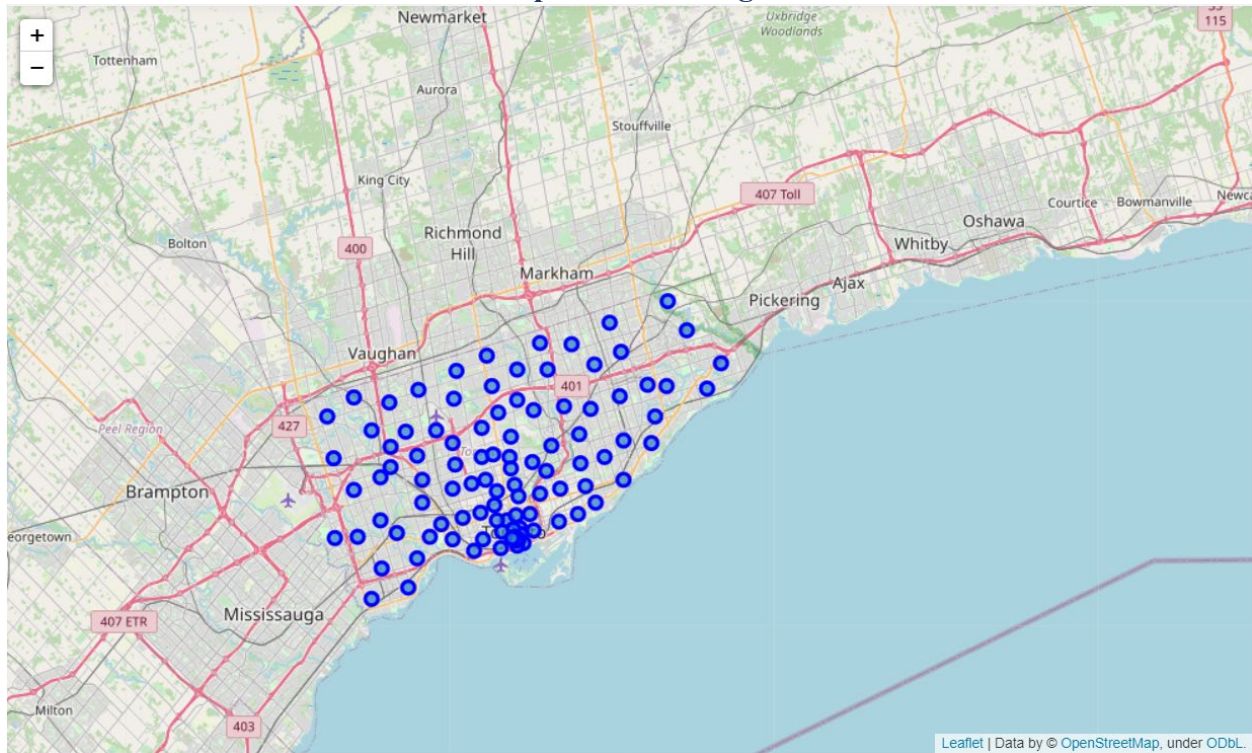 +
Newmarket
Uxbridge
Woodlands
115
−
Tottenham
Aurora
Stouffville
King City
407 Toll
Courtice
Bowmanville
Oshawa
Richmond
Hill
Bolton
400
Whitby
Markham
Ajax
Pickering
Vaughan
401
427
Peel Region
Brampton
Mississauga
407 ETR
Milton
403
Leaflet | Data by © OpenStreetMap, under ODbL.